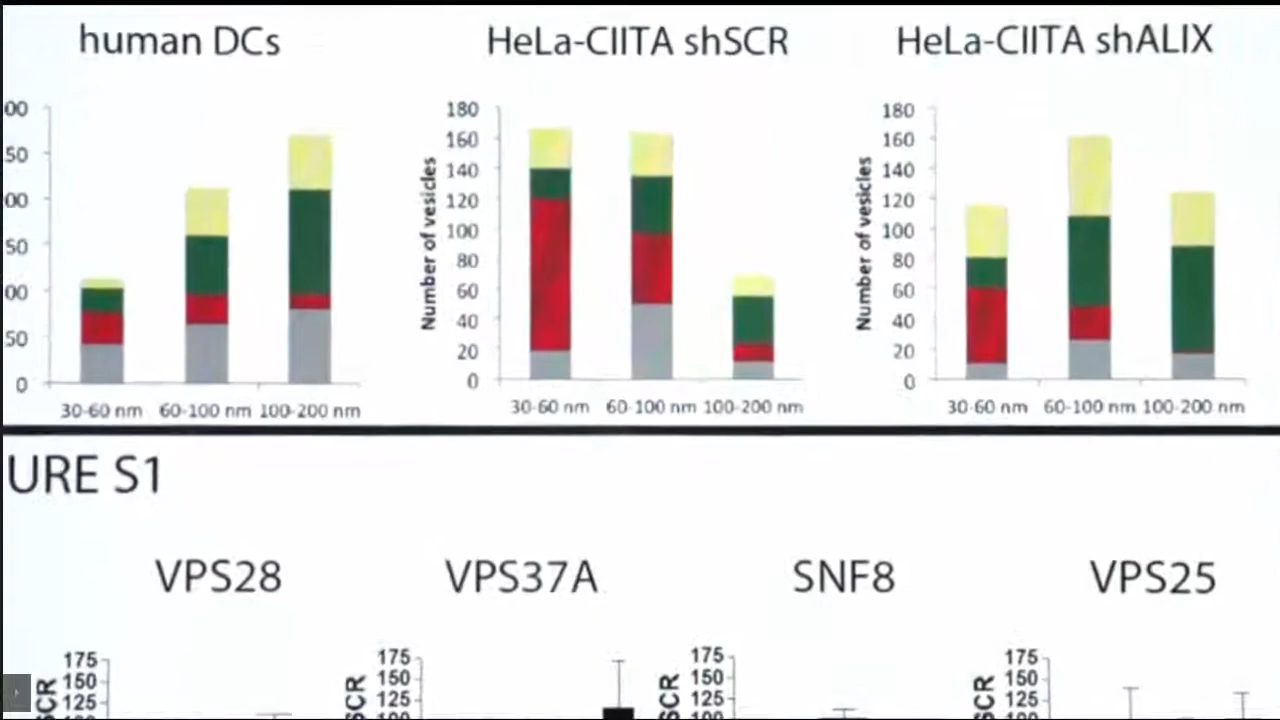 human DCs
HeLa-CIITA shSCR
HeLa-CIITA shALIX
00
50
00
50
00
50
0
30-60 nm 60-100 nm 100-200 nm
Number of vesicles
180
160
140
120
100
80
60
40
20
0
30-60 nm 60-100 nm 100-200 nm
Number of vesicles
180
160
140
120
100
80
60
40
20
0
30-60 nm 60-100 nm 100-200 nm
URE S1
VPS28
VPS37A
SNF8
VPS25
SCR
175
150
125
100
SCR
175
150
125
100
SCR
175
150
125
100
SCR
175
150
125
100